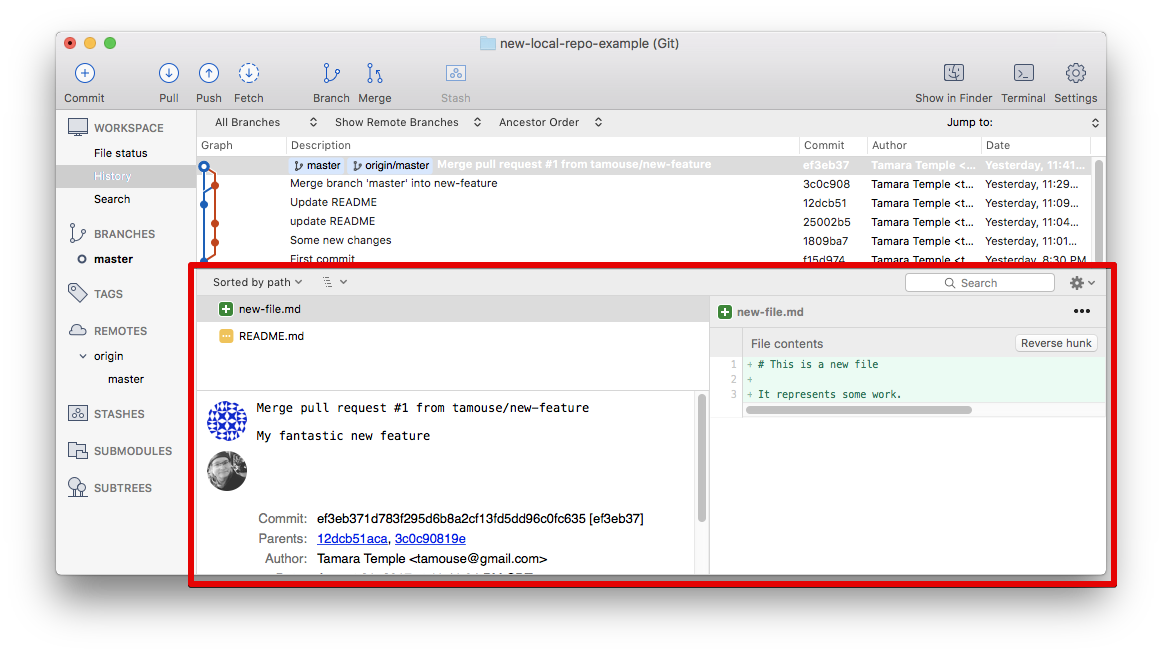 new-local-repo-example (Git)
Commit Pull Push Fetch Branch Merge Stash Show in Finder Terminal Settings
WORKSPACE
File status
History
Search
BRANCHES
master
TAGS
REMOTES
origin
master
STASHES
SUBMODULES
SUBTREES
All Branches Show Remote Branches Ancestor Order Jump to:
Graph Description Commit Author Date
master origin/master Merge pull request #1 from tamouse/new-feature ef3eb37 Tamara Temple <... Yesterday, 11:41...
Merge branch 'master' into new-feature 3c0c908 Tamara Temple <t... Yesterday, 11:29...
Update README 12dcb51 Tamara Temple <t... Yesterday, 11:09...
update README 25002b5 Tamara Temple <t... Yesterday, 11:04...
Some new changes 1809ba7 Tamara Temple <t... Yesterday, 11:01...
First commit f15d974 Tamara Temple <t... Yesterday, 8:30 PM
Sorted by path Search
new-file.md
README.md
Merge pull request #1 from tamouse/new-feature
My fantastic new feature
Commit: ef3eb371d783f295d6b8a2cf13fd5dd96c0fc635 [ef3eb37]
Parents: 12dcb51aca, 3c0c90819e
Author: Tamara Temple <tamouse@gmail.com>
new-file.md •••
File contents Reverse hunk
1 + # This is a new file
2 +
3 + It represents some work.